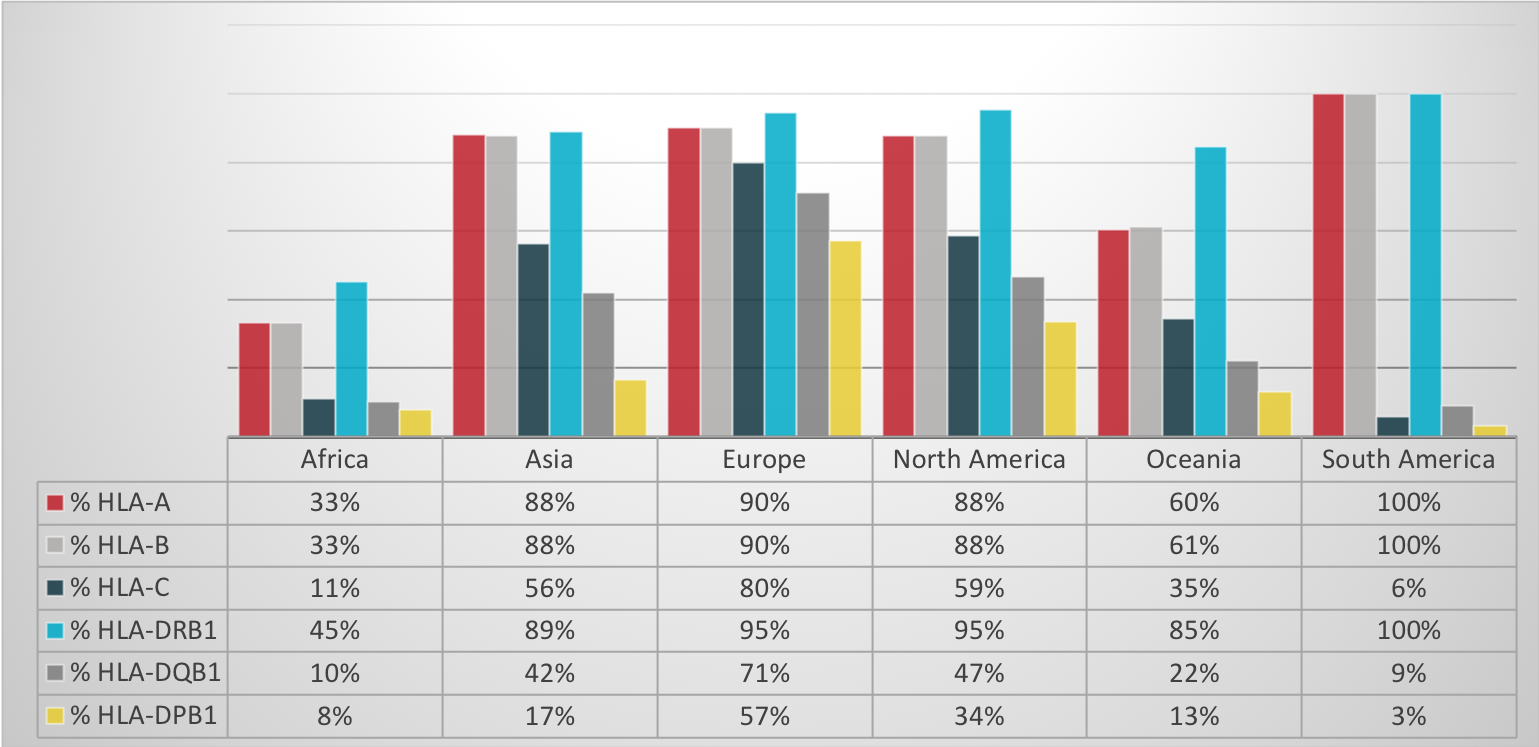 Africa Asia Europe North America Oceania South America
% HLA-A 33% 88% 90% 88% 60% 100%
% HLA-B 33% 88% 90% 88% 61% 100%
% HLA-C 11% 56% 80% 59% 35% 6%
% HLA-DRB1 45% 89% 95% 95% 85% 100%
% HLA-DQB1 10% 42% 71% 47% 22% 9%
% HLA-DPB1 8% 17% 57% 34% 13% 3%